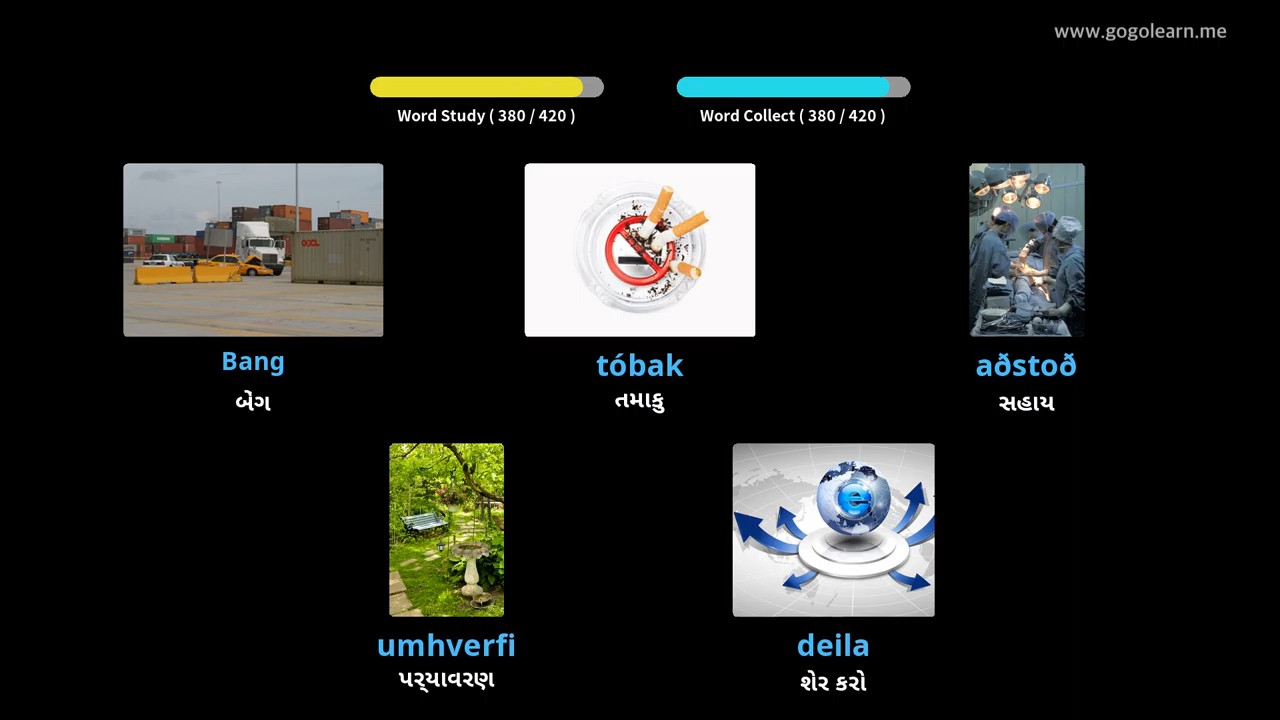 www.gogolearn.me
Word Study ( 380 / 420 )
Word Collect ( 380 / 420 )
OOCL
Bang
બેગ
tóbak
તમાકુ
aðstoð
સહાય
e
umhverfi
પર્યાવરણ
deila
શેર કરો